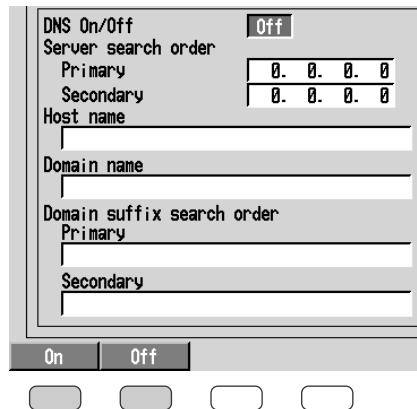 DNS On/Off Off
Server search order
Primary 0. 0. 0. 0
Secondary 0. 0. 0. 0
Host name
Domain name
Domain suffix search order
Primary
Secondary
On Off